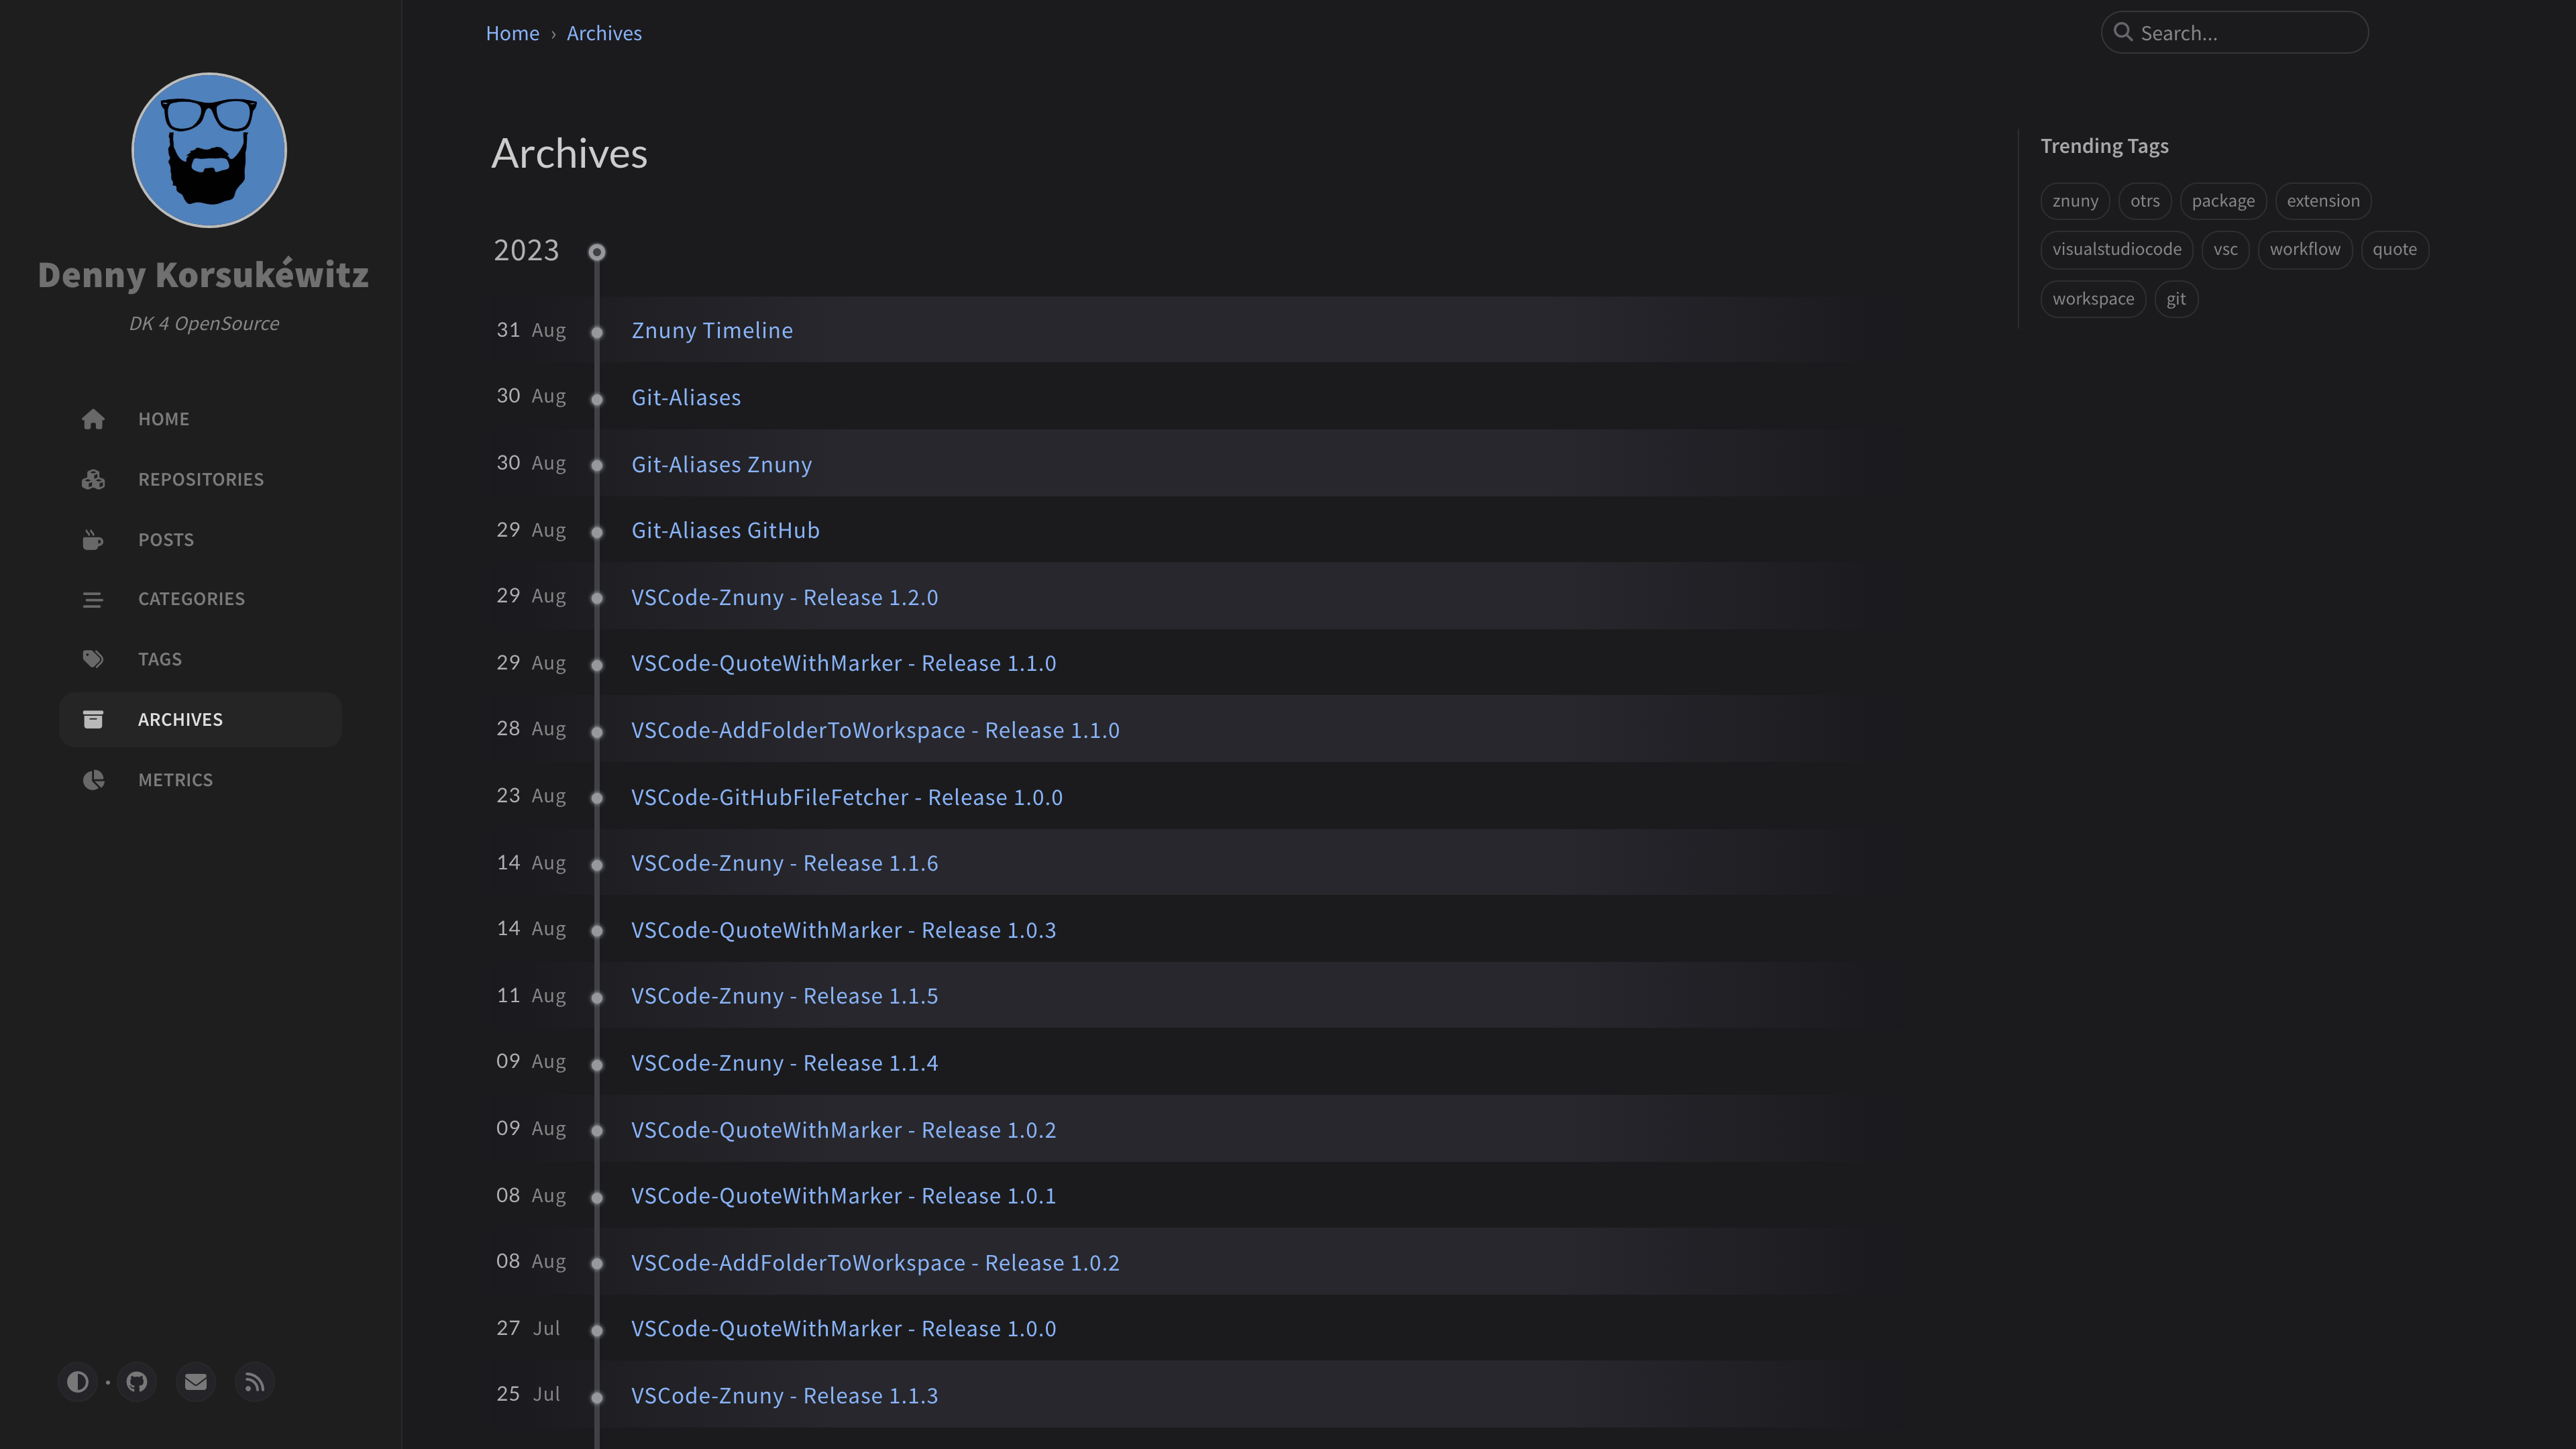 Denny Korsukéwitz
DK 4 OpenSource
HOME
REPOSITORIES
POSTS
CATEGORIES
TAGS
ARCHIVES
METRICS
Home › Archives
Search...
Archives
2023
31 Aug Znuny Timeline
30 Aug Git-Aliases
30 Aug Git-Aliases Znuny
29 Aug Git-Aliases GitHub
29 Aug VSCode-Znuny - Release 1.2.0
29 Aug VSCode-QuoteWithMarker - Release 1.1.0
28 Aug VSCode-AddFolderToWorkspace - Release 1.1.0
23 Aug VSCode-GitHubFileFetcher - Release 1.0.0
14 Aug VSCode-Znuny - Release 1.1.6
14 Aug VSCode-QuoteWithMarker - Release 1.0.3
11 Aug VSCode-Znuny - Release 1.1.5
09 Aug VSCode-Znuny - Release 1.1.4
09 Aug VSCode-QuoteWithMarker - Release 1.0.2
08 Aug VSCode-QuoteWithMarker - Release 1.0.1
08 Aug VSCode-AddFolderToWorkspace - Release 1.0.2
27 Jul VSCode-QuoteWithMarker - Release 1.0.0
25 Jul VSCode-Znuny - Release 1.1.3
Trending Tags
znuny otrs package extension
visualstudiocode vsc workflow quote
workspace git